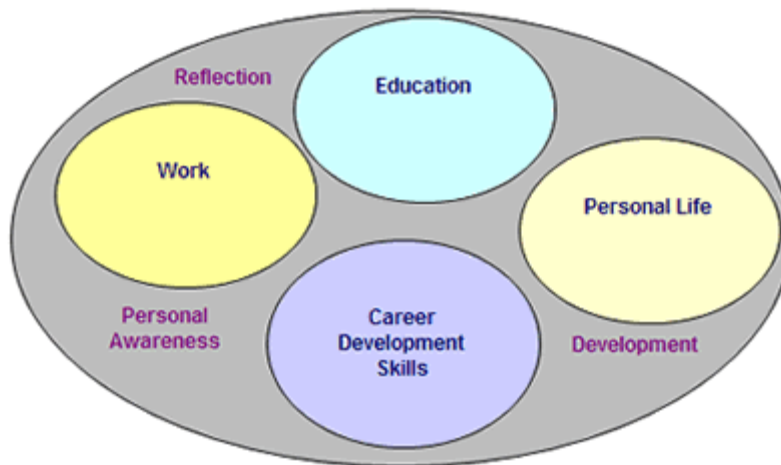 Reflection
Education
Work
Personal Life
Personal
Awareness
Career
Development
Skills
Development